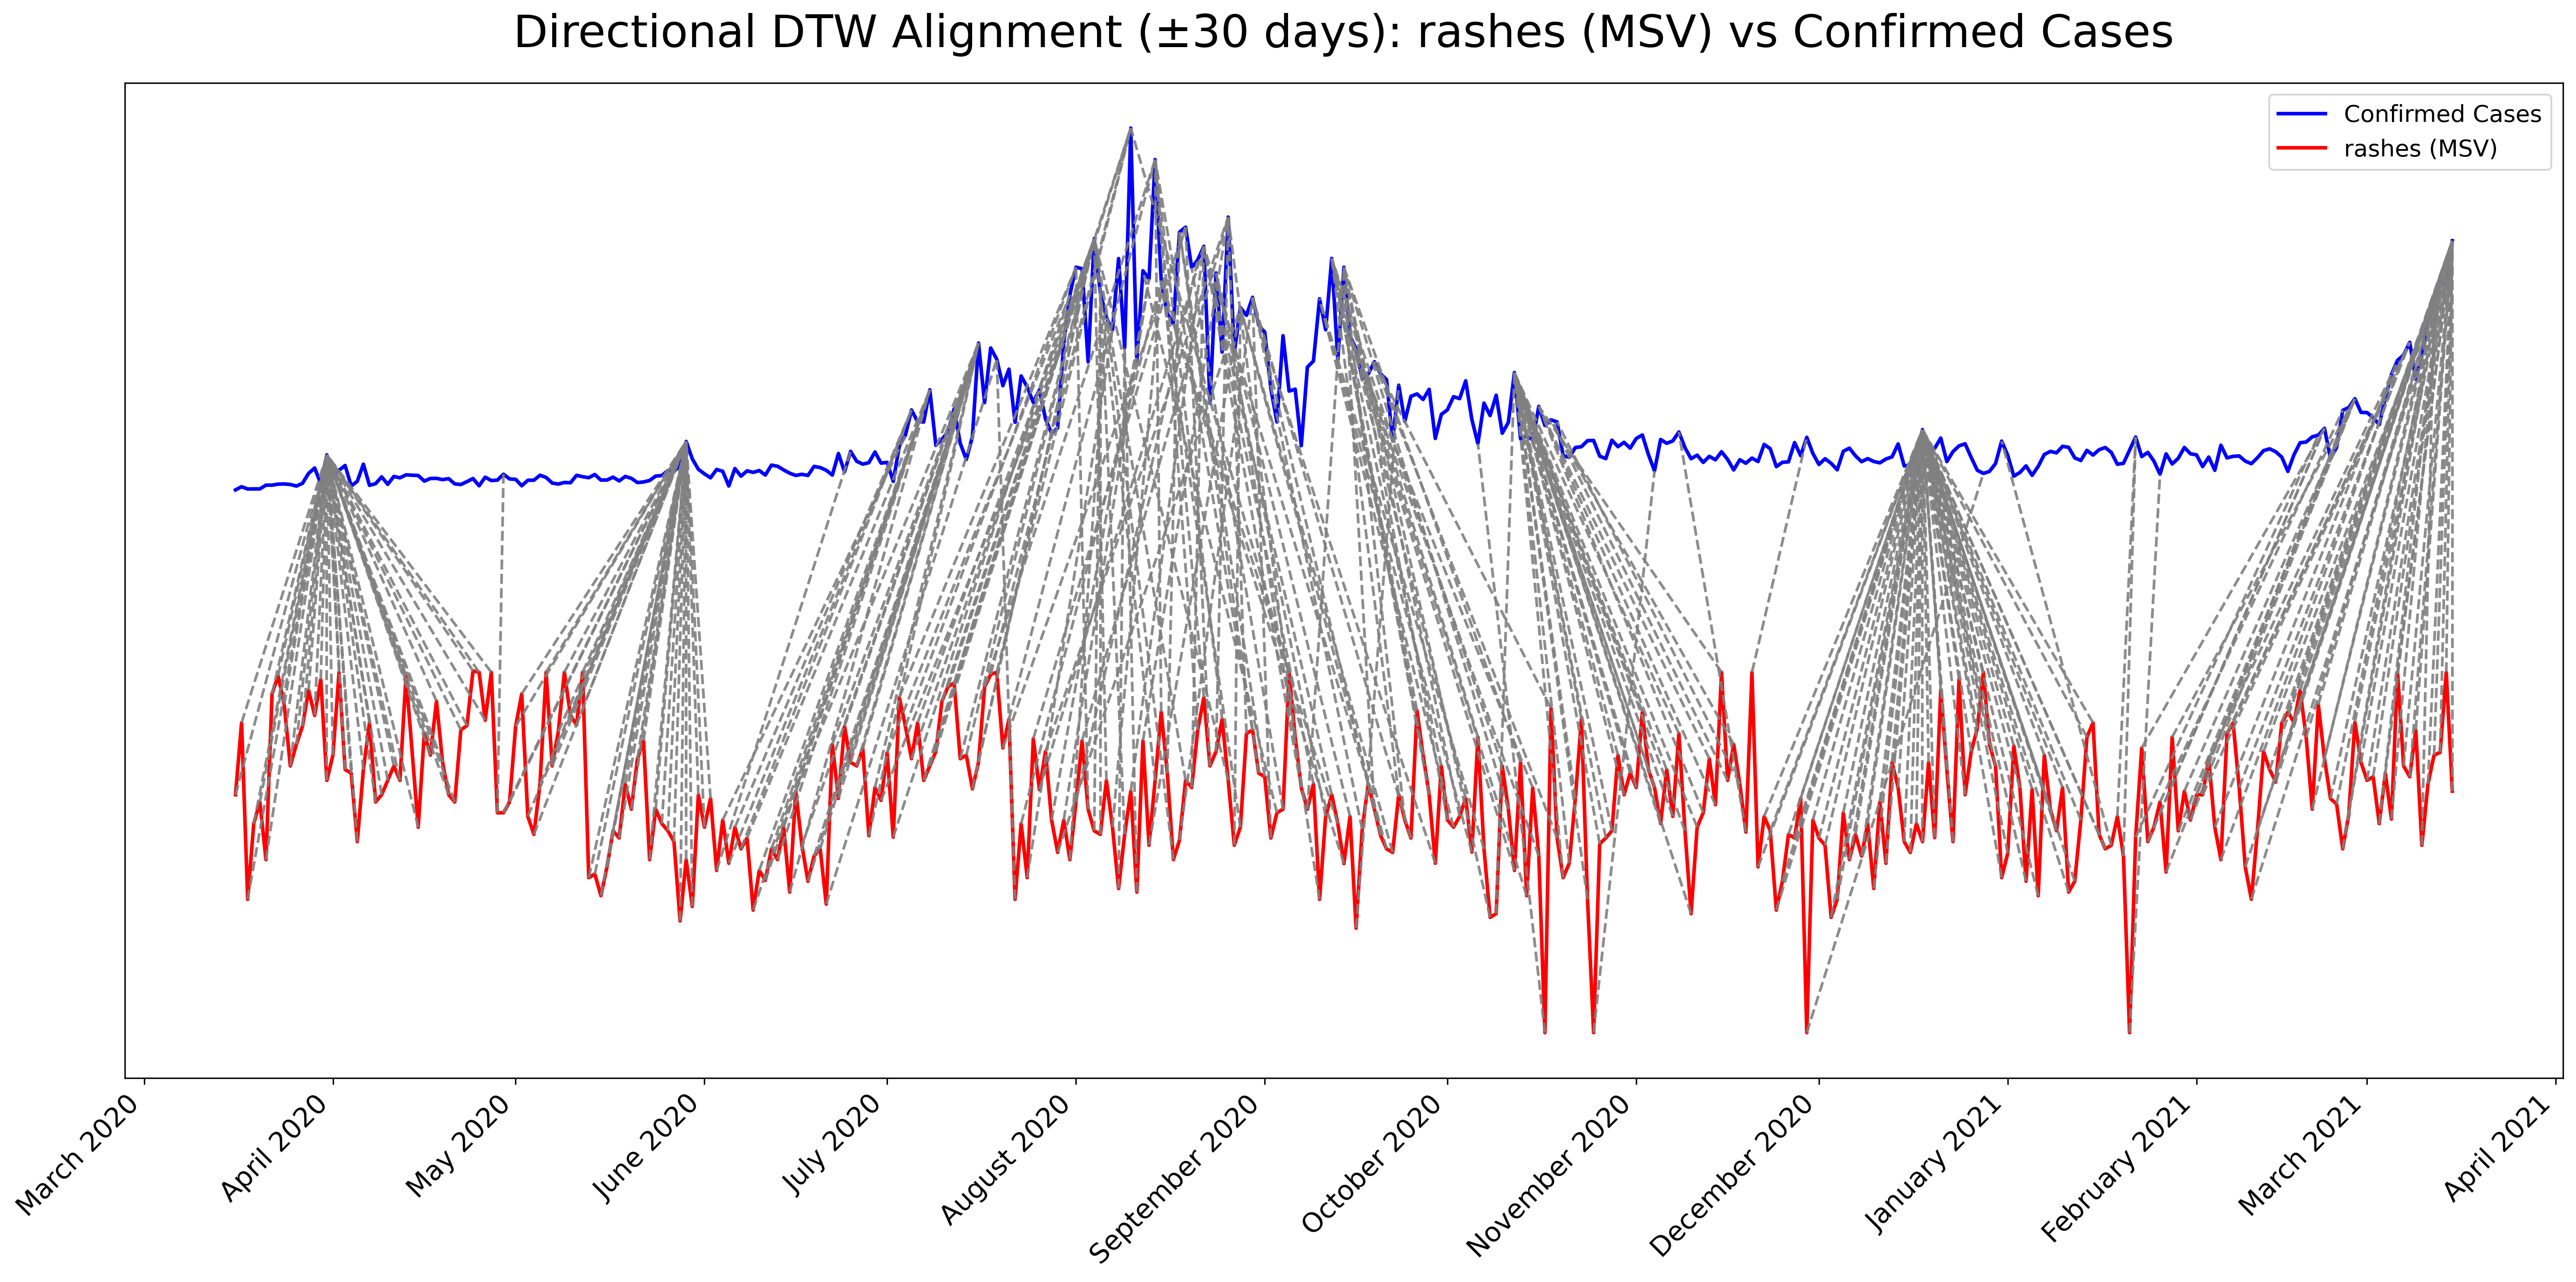 Directional DTW Alignment (±30 days): rashes (MSV) vs Confirmed Cases
Confirmed Cases
rashes (MSV)
March 2020
April 2020
May 2020
June 2020
July 2020
August 2020
September 2020
October 2020
November 2020
December 2020
January 2021
February 2021
March 2021
April 2021